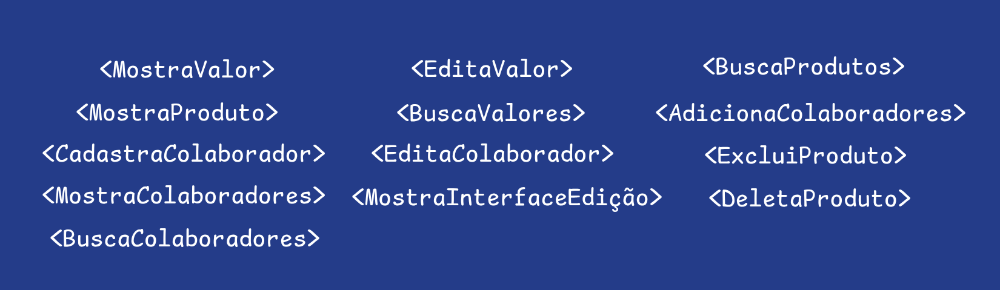 <MostraValor>
<MostraProduto>
<CadastraColaborador>
<MostraColaboradores>
<BuscaColaboradores>
<EditaValor>
<BuscaValores>
<EditaColaborador>
<MostraInterfaceEdição>
<BuscaProdutos>
<AdicionaColaboradores>
<ExcluiProduto>
<DeletaProduto>